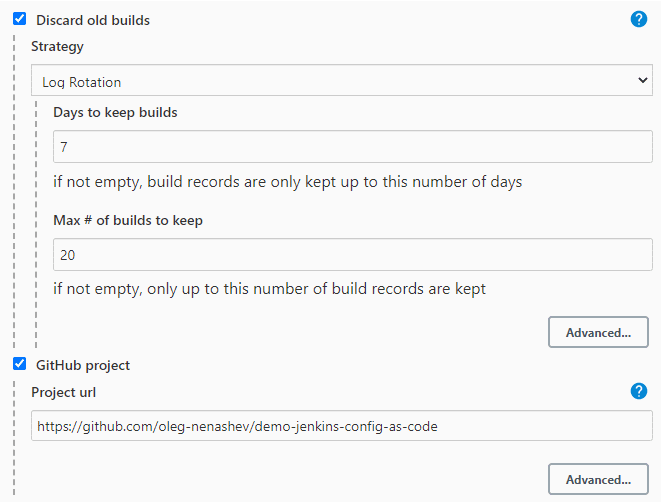 Discard old builds
?
Strategy
Log Rotation
Days to keep builds
7
if not empty, build records are only kept up to this number of days
Max # of builds to keep
20
if not empty, only up to this number of build records are kept
Advanced...
GitHub project
Project url
?
https://github.com/oleg-nenashev/demo-jenkins-config-as-code
Advanced...